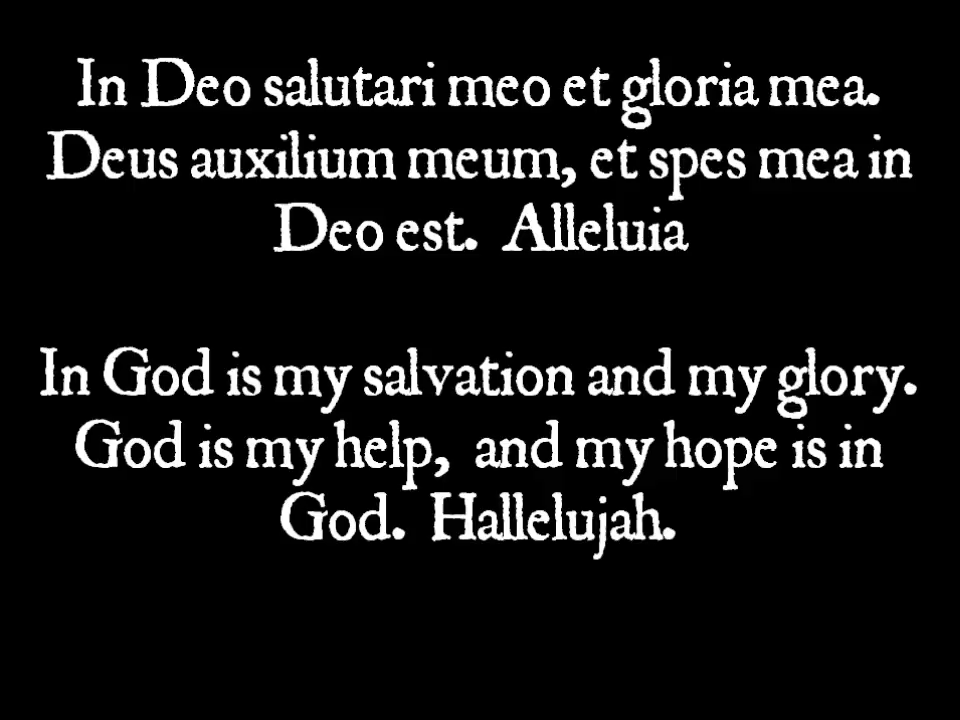 In Deo salutari meo et gloria mea.
Deus auxilium meum, et spes mea in
Deo est.  Alleluia
In God is my salvation and my glory.
God is my help,  and my hope is in
God.  Hallelujah.